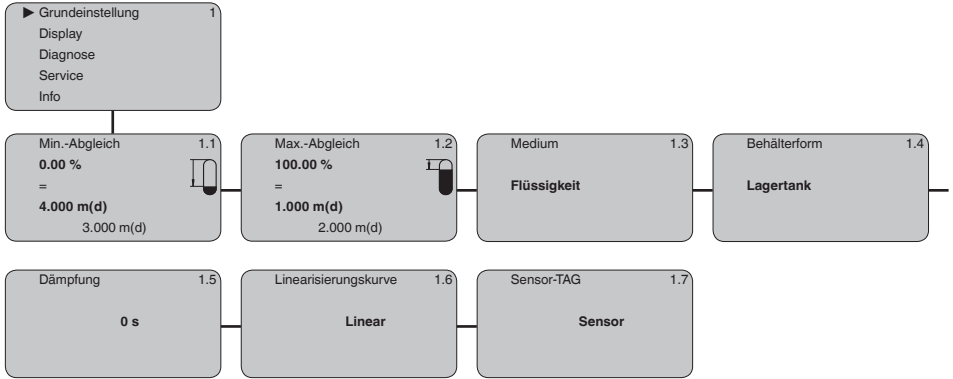 ▶ Grundeinstellung 1
Display
Diagnose
Service
Info
Min.-Abgleich 1.1
0.00 %
=
4.000 m(d)
3.000 m(d)
Max.-Abgleich 1.2
100.00 %
=
1.000 m(d)
2.000 m(d)
Medium 1.3
Flüssigkeit
Behälterform 1.4
Lagertank
Dämpfung 1.5
0 s
Linearisierungskurve 1.6
Linear
Sensor-TAG 1.7
Sensor